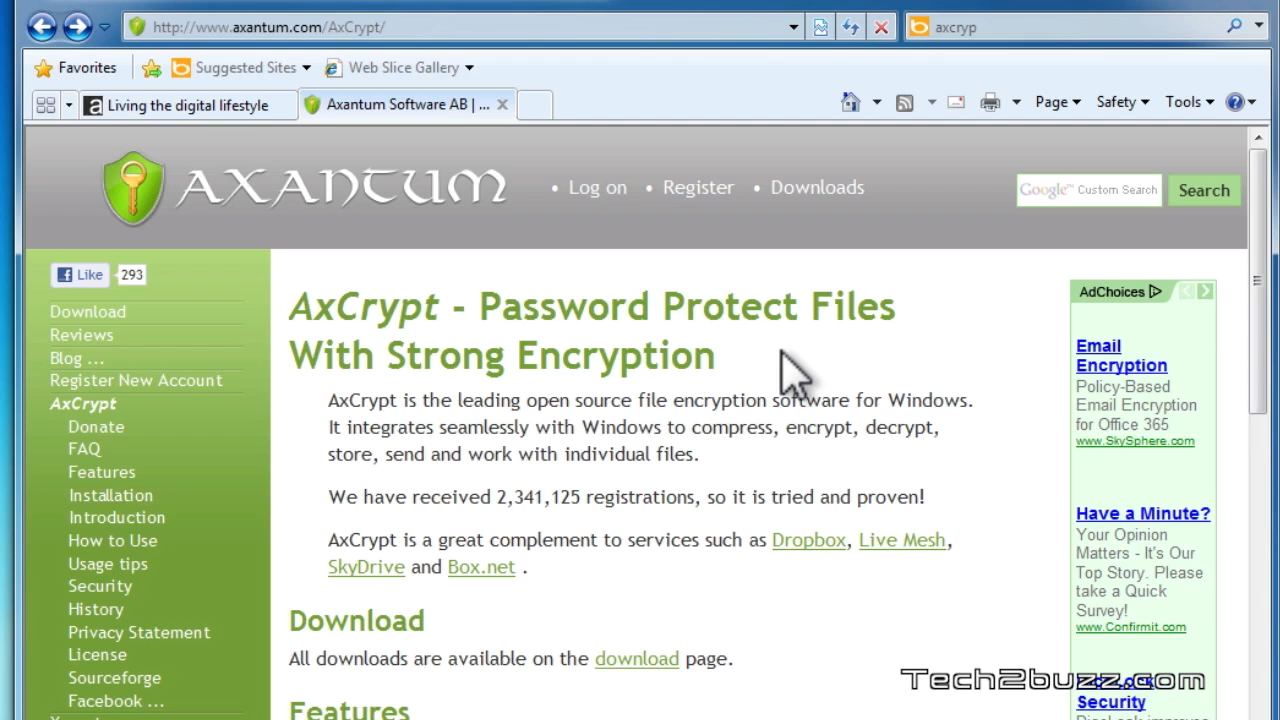 http://www.axantum.com/AxCrypt/
axcryp
Favorites
Suggested Sites
Web Slice Gallery
Living the digital lifestyle
Axantum Software AB | ...
Page
Safety
Tools
AXANTUM
• Log on • Register • Downloads
Google™ Custom Search
Search
Like 293
Download
Reviews
Blog ...
Register New Account
AxCrypt
Donate
FAQ
Features
Installation
Introduction
How to Use
Usage tips
Security
History
Privacy Statement
License
Sourceforge
Facebook ...
AxCrypt - Password Protect Files
With Strong Encryption
AxCrypt is the leading open source file encryption software for Windows.
It integrates seamlessly with Windows to compress, encrypt, decrypt,
store, send and work with individual files.
We have received 2,341,125 registrations, so it is tried and proven!
AxCrypt is a great complement to services such as Dropbox, Live Mesh,
SkyDrive and Box.net .
Download
All downloads are available on the download page.
Features
AdChoices
Email
Encryption
Policy-Based
Email Encryption
for Office 365
www.SkySphere.com
Have a Minute?
Your Opinion
Matters - It's Our
Top Story. Please
take a Quick
Survey!
www.Confirmit.com
Security
Tech2buzz.com